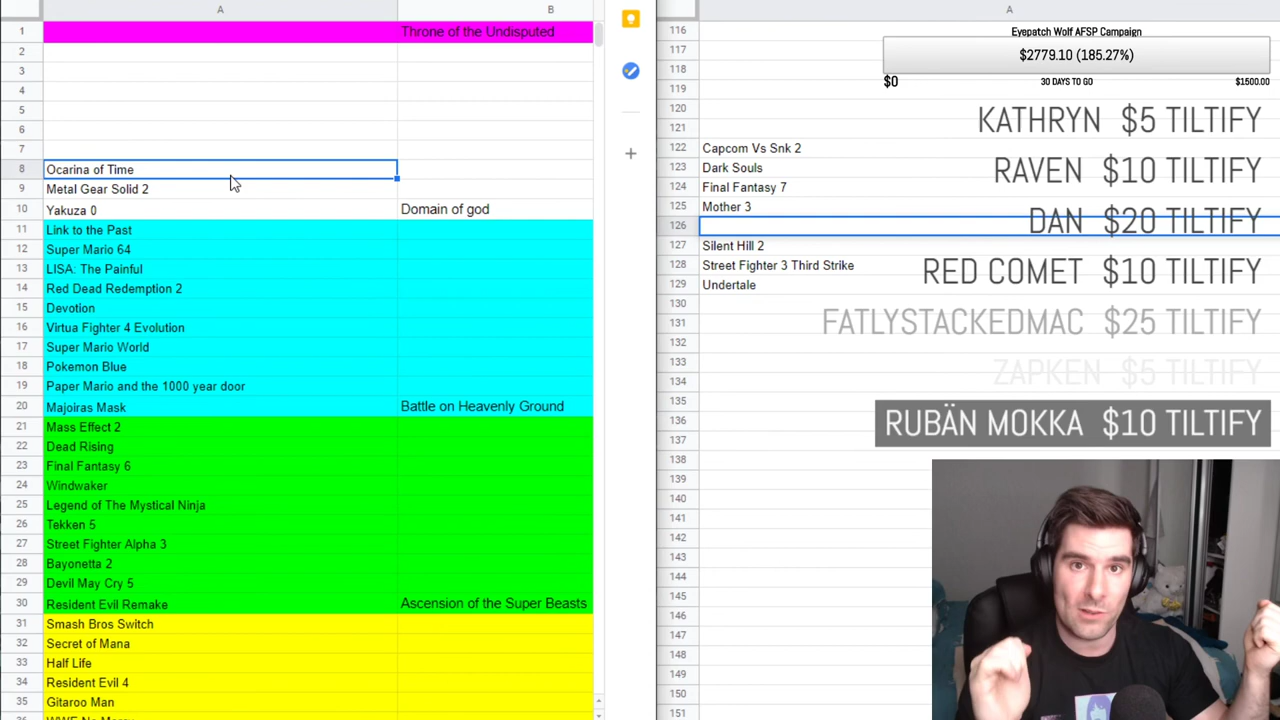 A
B
1 Throne of the Undisputed
2
3
4
5
6
7
8 Ocarina of Time
9 Metal Gear Solid 2
10 Yakuza 0 Domain of god
11 Link to the Past
12 Super Mario 64
13 LISA: The Painful
14 Red Dead Redemption 2
15 Devotion
16 Virtua Fighter 4 Evolution
17 Super Mario World
18 Pokemon Blue
19 Paper Mario and the 1000 year door
20 Majoiras Mask Battle on Heavenly Ground
21 Mass Effect 2
22 Dead Rising
23 Final Fantasy 6
24 Windwaker
25 Legend of The Mystical Ninja
26 Tekken 5
27 Street Fighter Alpha 3
28 Bayonetta 2
29 Devil May Cry 5
30 Resident Evil Remake Ascension of the Super Beasts
31 Smash Bros Switch
32 Secret of Mana
33 Half Life
34 Resident Evil 4
35 Gitaroo Man
A
116
117
118
119
120
121
122 Capcom Vs Snk 2
123 Dark Souls
124 Final Fantasy 7
125 Mother 3
126
127 Silent Hill 2
128 Street Fighter 3 Third Strike
129 Undertale
130
131
132
133
134
135
136
137
138
139
140
141
142
143
144
145
146
147
148
149
150
151
Eyepatch Wolf AFSP Campaign
$2779.10 (185.27%)
$0 30 DAYS TO GO $1500.00
KATHRYN $5 TILTIFY
RAVEN $10 TILTIFY
DAN $20 TILTIFY
RED COMET $10 TILTIFY
FATLYSTACKEDMAC $25 TILTIFY
ZAPKEN $5 TILTIFY
RUBÄN MOKKA $10 TILTIFY